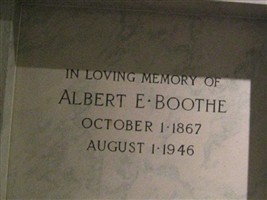 IN LOVING MEMORY OF
ALBERT E·BOOTHE
OCTOBER 1·1867
AUGUST 1·1946